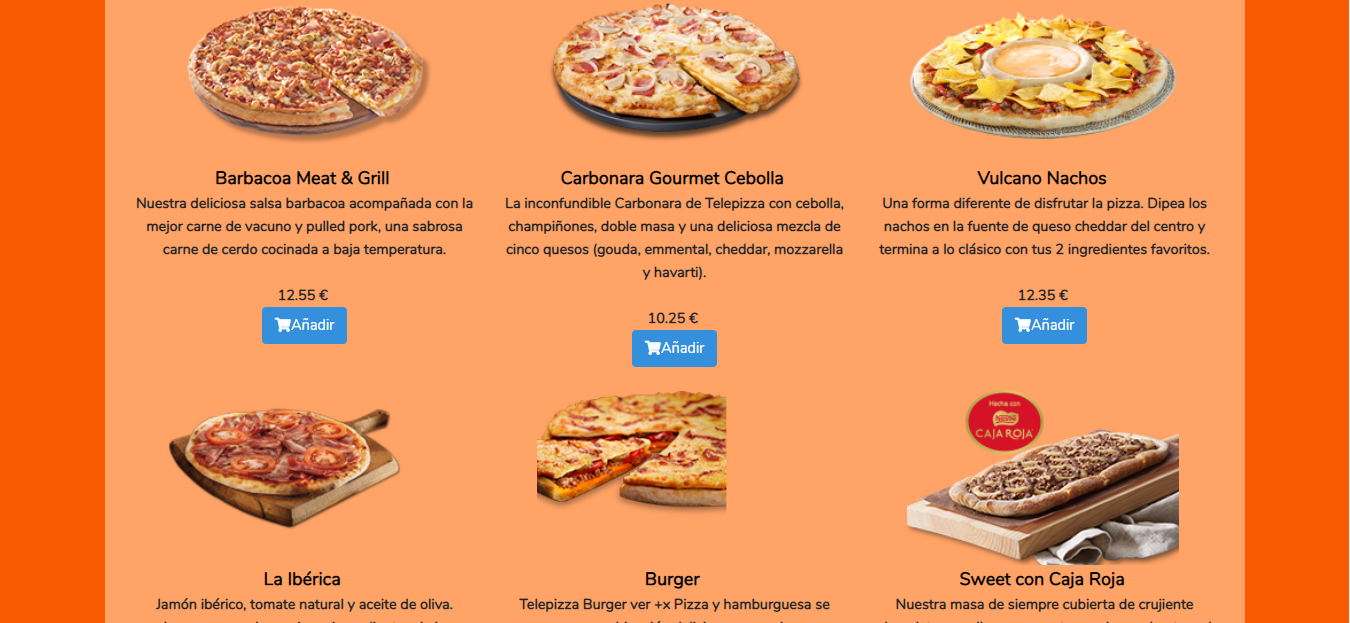 Barbacoa Meat & Grill
Nuestra deliciosa salsa barbacoa acompañada con la
mejor carne de vacuno y pulled pork, una sabrosa
carne de cerdo cocinada a baja temperatura.
12.55 €
Añadir
Carbonara Gourmet Cebolla
La inconfundible Carbonara de Telepizza con cebolla,
champiñones, doble masa y una deliciosa mezcla de
cinco quesos (gouda, emmental, cheddar, mozzarella
y havarti).
10.25 €
Añadir
Vulcano Nachos
Una forma diferente de disfrutar la pizza. Dipea los
nachos en la fuente de queso cheddar del centro y
termina a lo clásico con tus 2 ingredientes favoritos.
12.35 €
Añadir
La Ibérica
Jamón ibérico, tomate natural y aceite de oliva.
Burger
Telepizza Burger ver +x Pizza y hamburguesa se
Hecha con
Nestlé
CAJA ROJA
Sweet con Caja Roja
Nuestra masa de siempre cubierta de crujiente